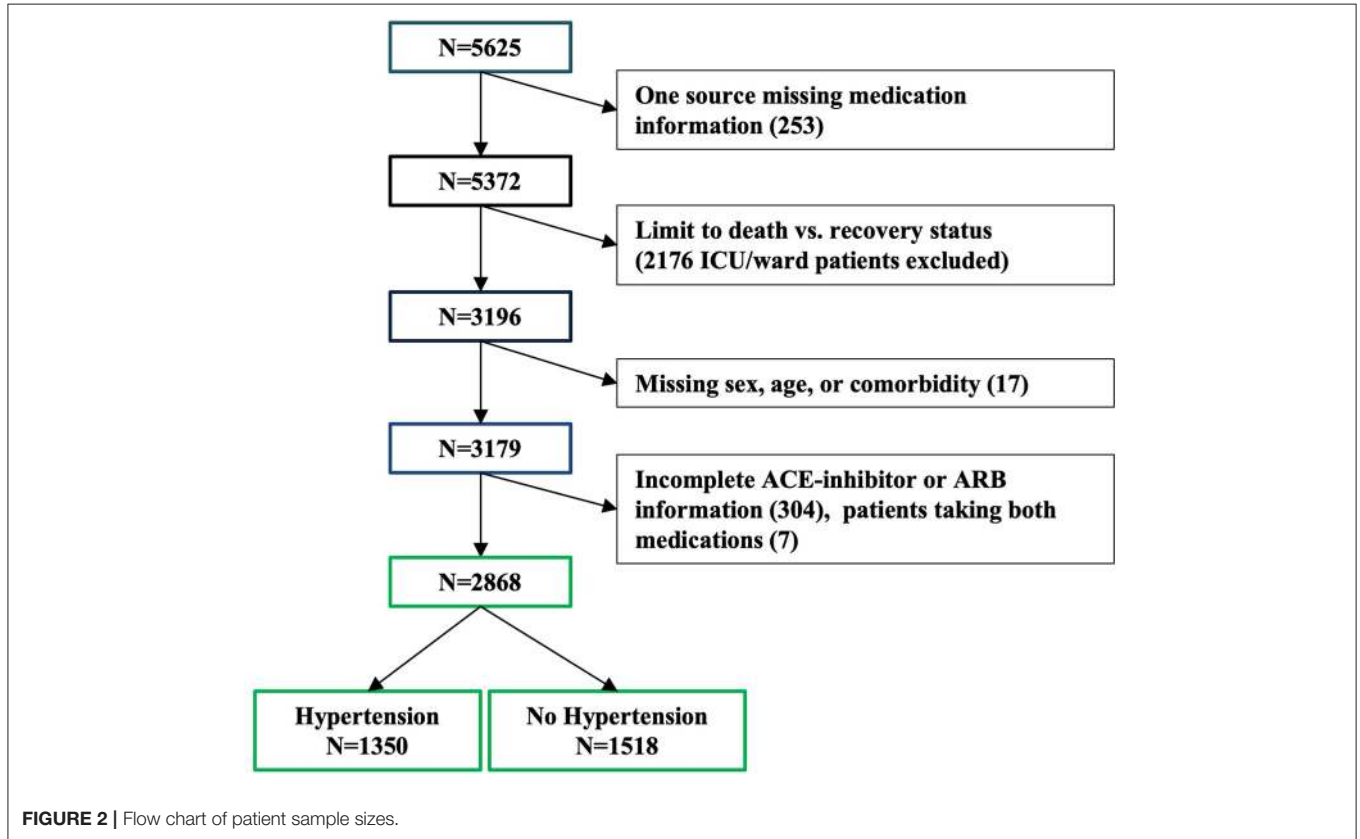 N=5625
One source missing medication
information (253)
N=5372
Limit to death vs. recovery status
(2176 ICU/ward patients excluded)
N=3196
Missing sex, age, or comorbidity (17)
N=3179
Incomplete ACE-inhibitor or ARB
information (304), patients taking both
medications (7)
N=2868
Hypertension
N=1350
No Hypertension
N=1518
FIGURE 2 | Flow chart of patient sample sizes.